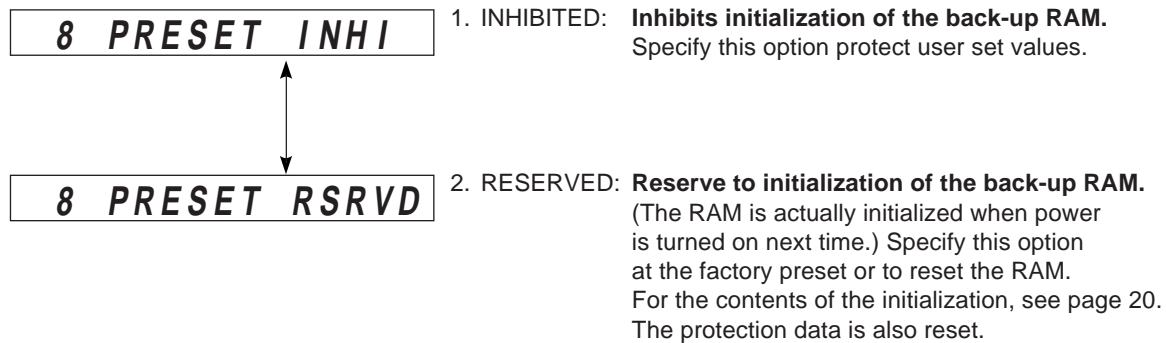 8 PRESET INHI
1. INHIBITED: Inhibits initialization of the back-up RAM.
Specify this option protect user set values.
8 PRESET RSRVD
2. RESERVED: Reserve to initialization of the back-up RAM.
(The RAM is actually initialized when power
is turned on next time.) Specify this option
at the factory preset or to reset the RAM.
For the contents of the initialization, see page 20.
The protection data is also reset.